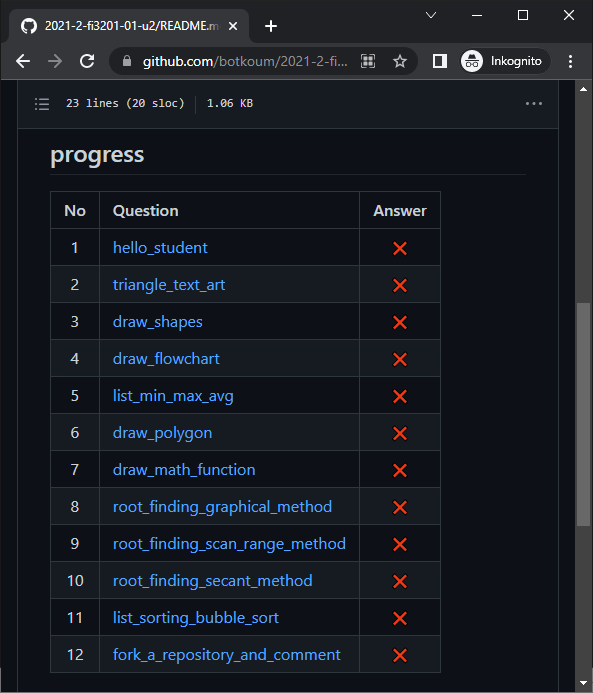 2021-2-fi3201-01-u2/README.m
github.com/botkoum/2021-2-fi... Inkognito
23 lines (20 sloc) 1.06 KB
progress
No Question Answer
1 hello_student ❌
2 triangle_text_art ❌
3 draw_shapes ❌
4 draw_flowchart ❌
5 list_min_max_avg ❌
6 draw_polygon ❌
7 draw_math_function ❌
8 root_finding_graphical_method ❌
9 root_finding_scan_range_method ❌
10 root_finding_secant_method ❌
11 list_sorting_bubble_sort ❌
12 fork_a_repository_and_comment ❌